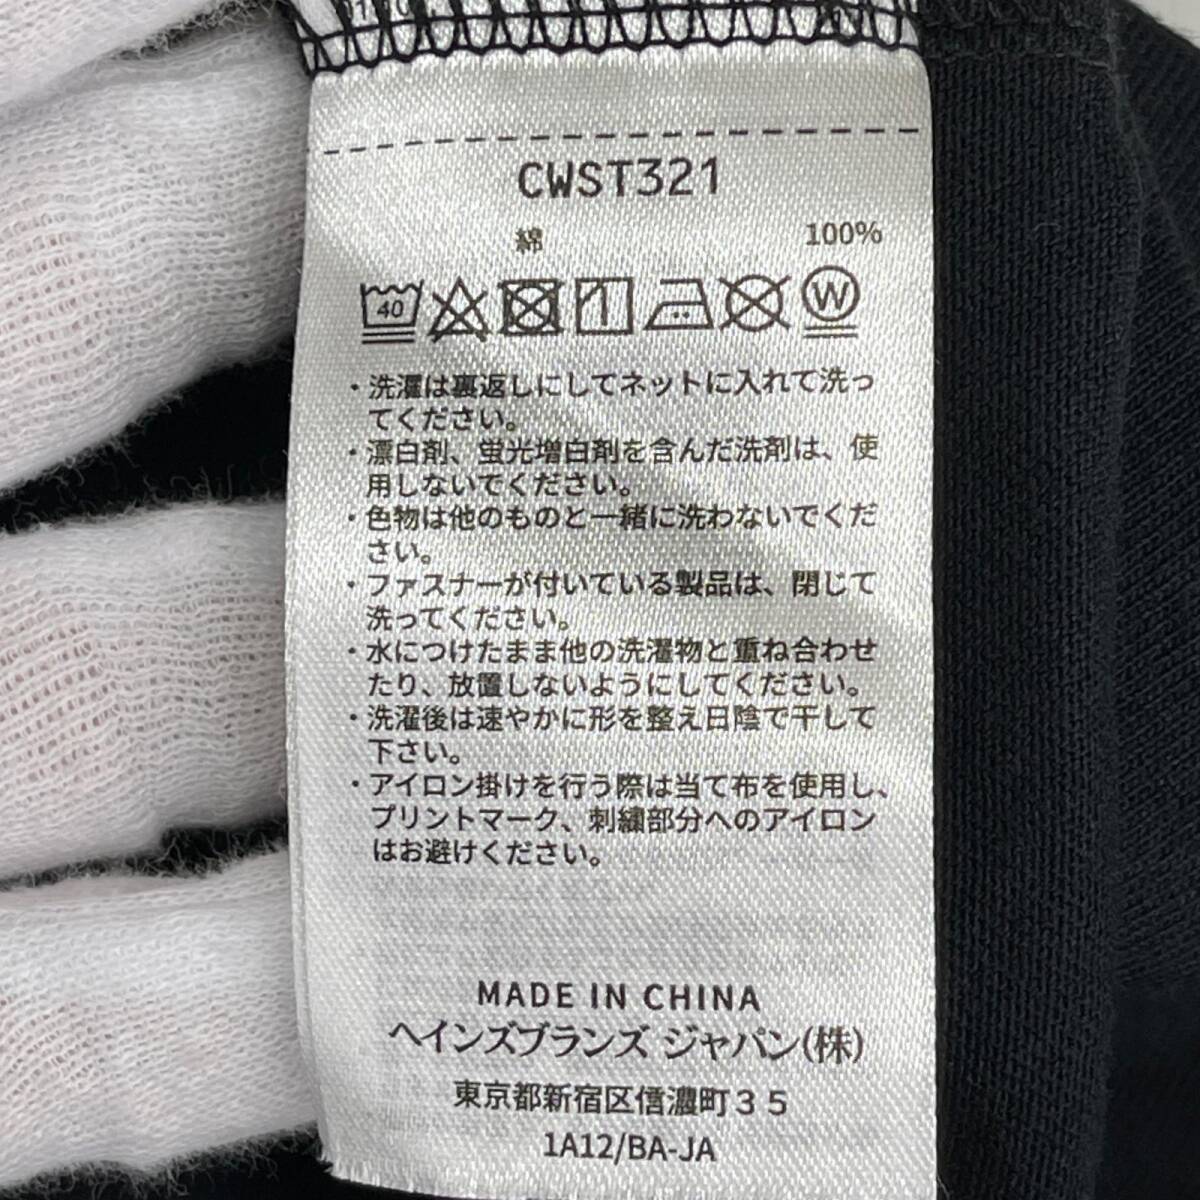 CWST321
綿 100%
40
W
・洗濯は裏返しにしてネットに入れて洗っ
てください。
・漂白剤、蛍光増白剤を含んだ洗剤は、使
用しないでください。
・色物は他のものと一緒に洗わないでくだ
さい。
・ファスナーが付いている製品は、閉じて
洗ってください。
・水につけたまま他の洗濯物と重ね合わせ
たり、放置しないようにしてください。
・洗濯後は速やかに形を整え日陰で干して
下さい。
・アイロン掛けを行う際は当て布を使用し、
プリントマーク、刺繍部分へのアイロン
はお避けください。
MADE IN CHINA
ヘインズブランズ ジャパン(株)
東京都新宿区信濃町35
1A12/BA-JA